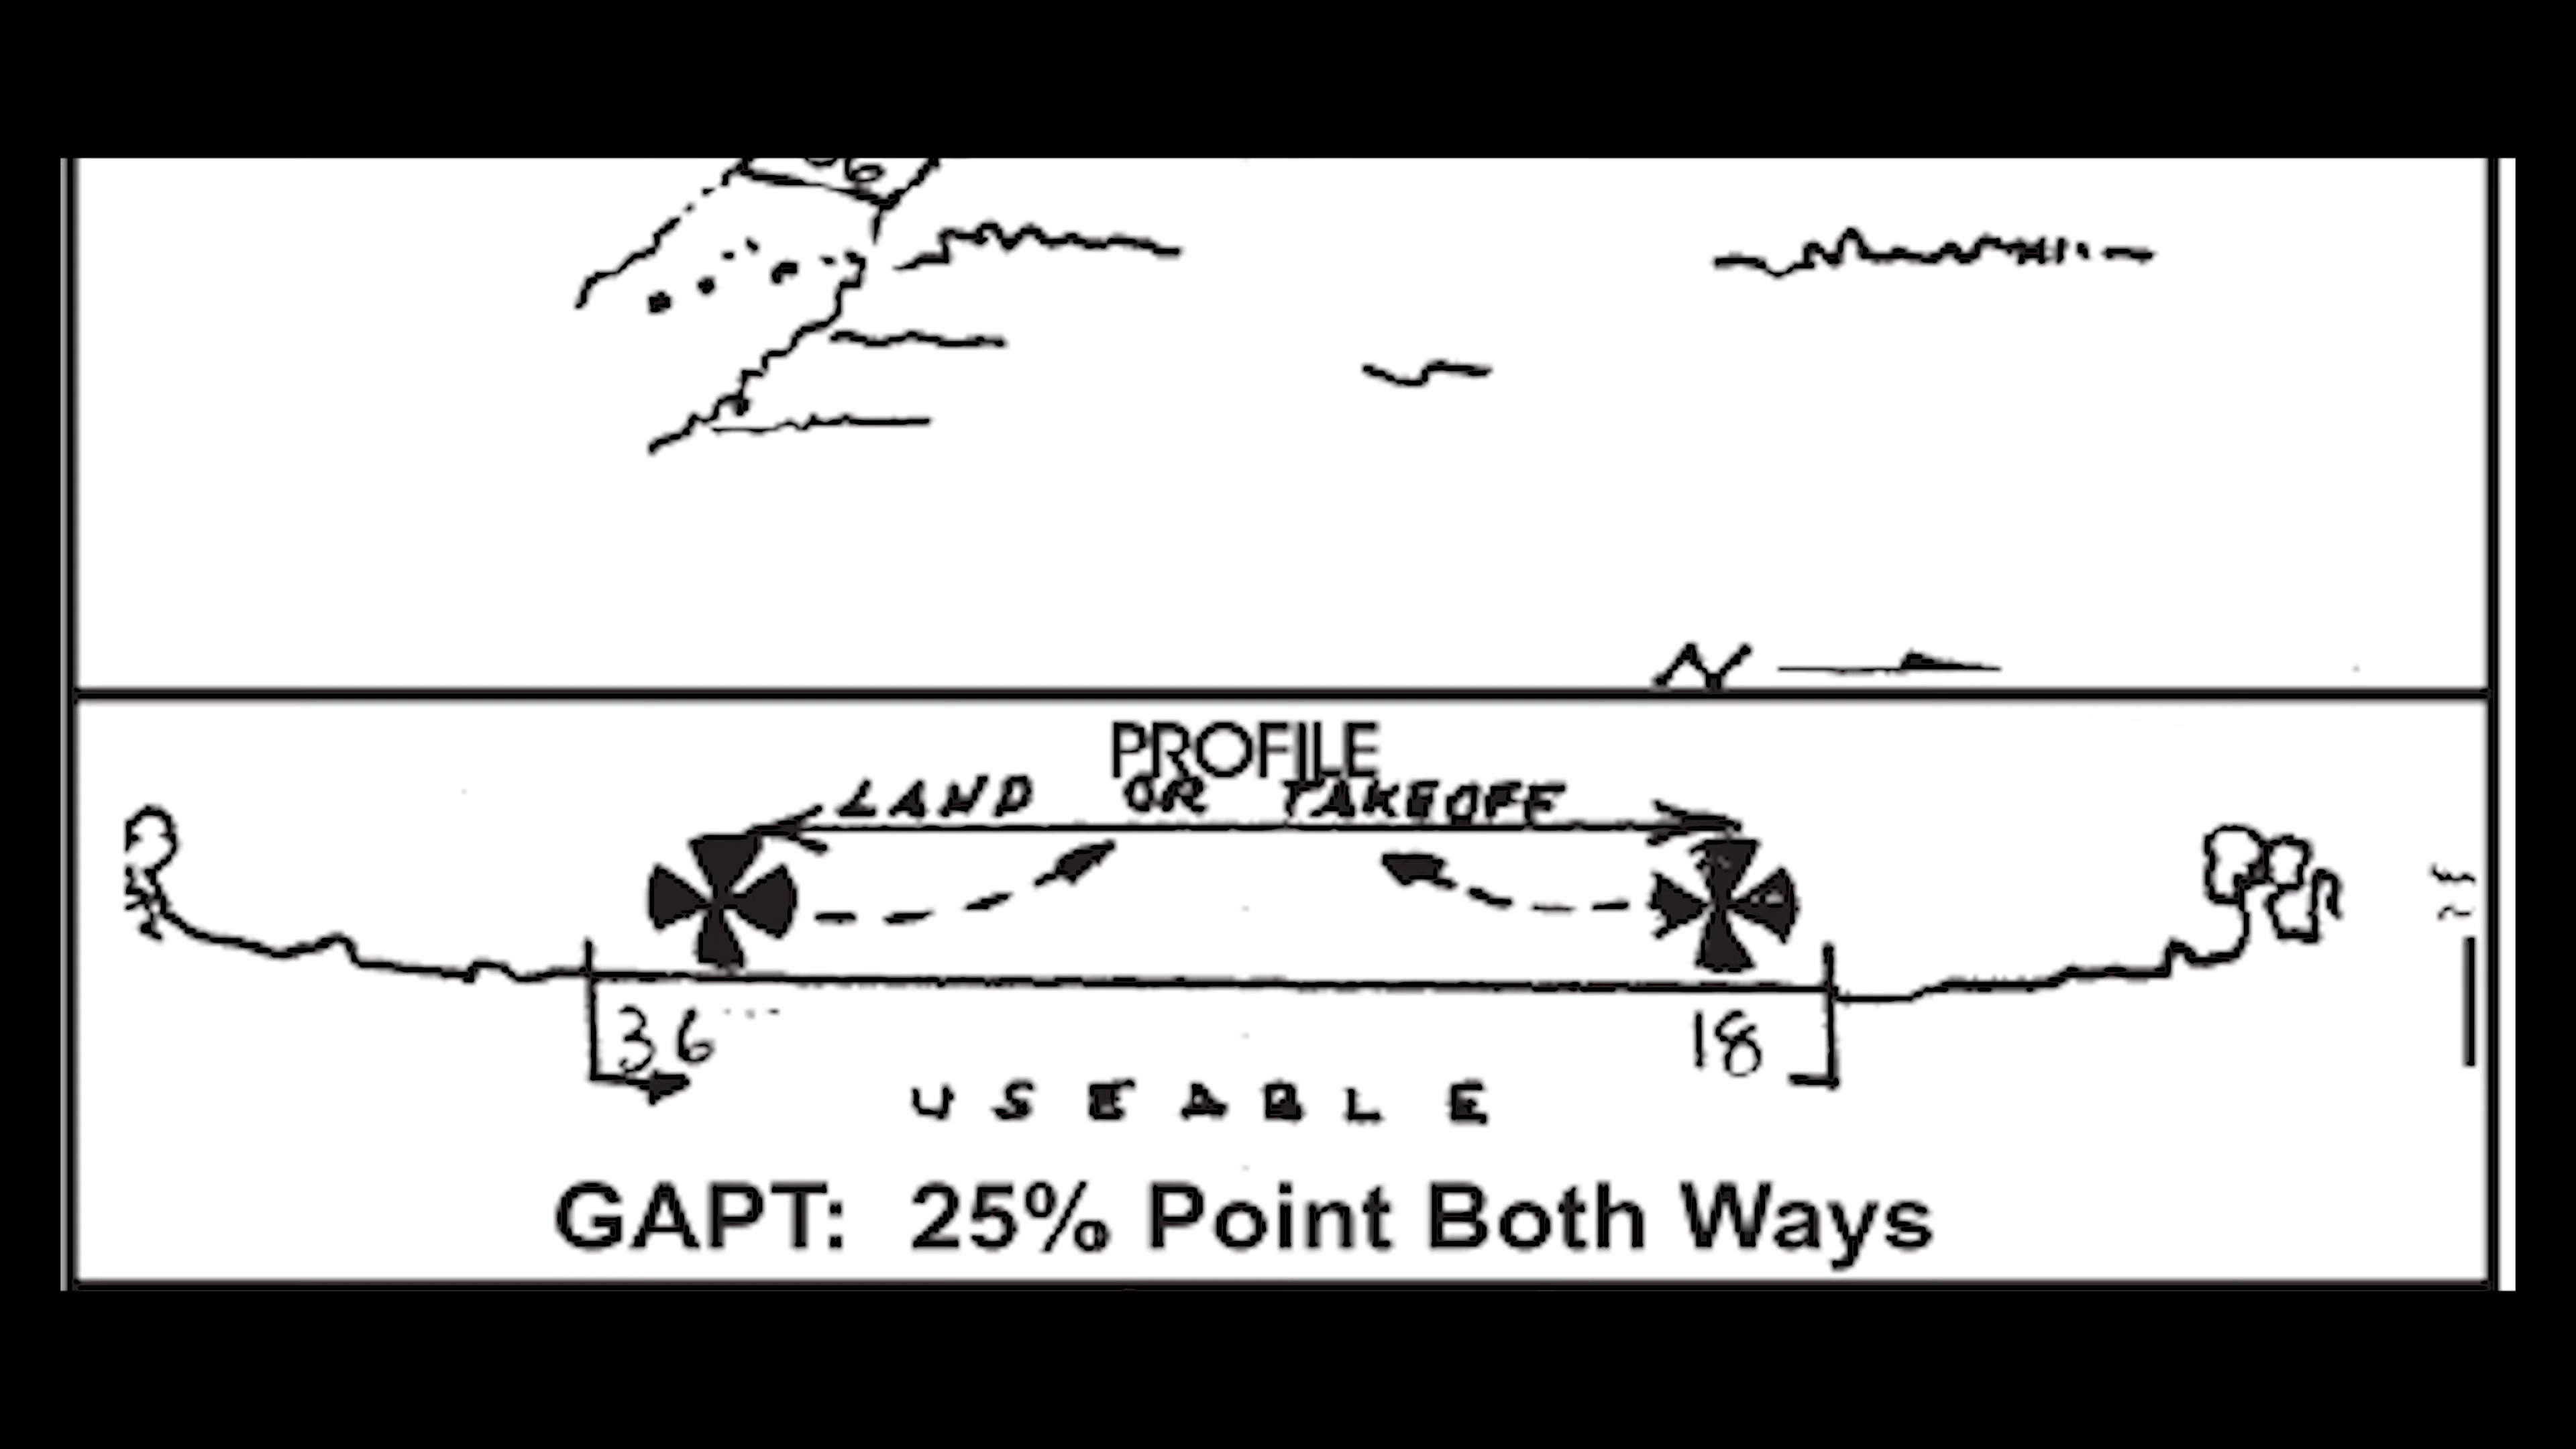 N
PROFILE
LAND OR TAKEOFF
36
18
USEABLE
GAPT: 25% Point Both Ways